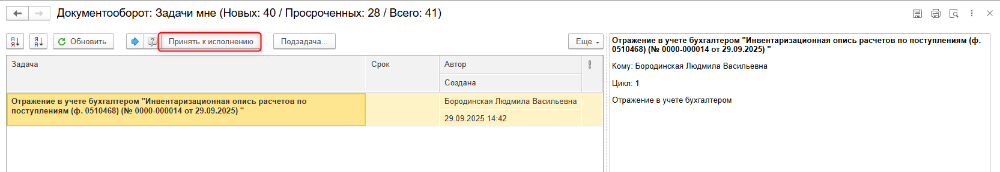 Документооборот: Задачи мне (Новых: 40 / Просроченных: 28 / Всего: 41)
А Я
Я А
Обновить
?
Принять к исполнению
Подзадача...
Еще
Задача
Срок
Автор
Создана
Отражение в учете бухгалтером "Инвентаризационная опись расчетов по
поступлениям (ф. 0510468) (№ 0000-000014 от 29.09.2025) "
Бородинская Людмила Васильевна
29.09.2025 14:42
Отражение в учете бухгалтером "Инвентаризационная опись расчетов по поступлениям (ф.
0510468) (№ 0000-000014 от 29.09.2025) "
Кому: Бородинская Людмила Васильевна
Цикл: 1
Отражение в учете бухгалтером